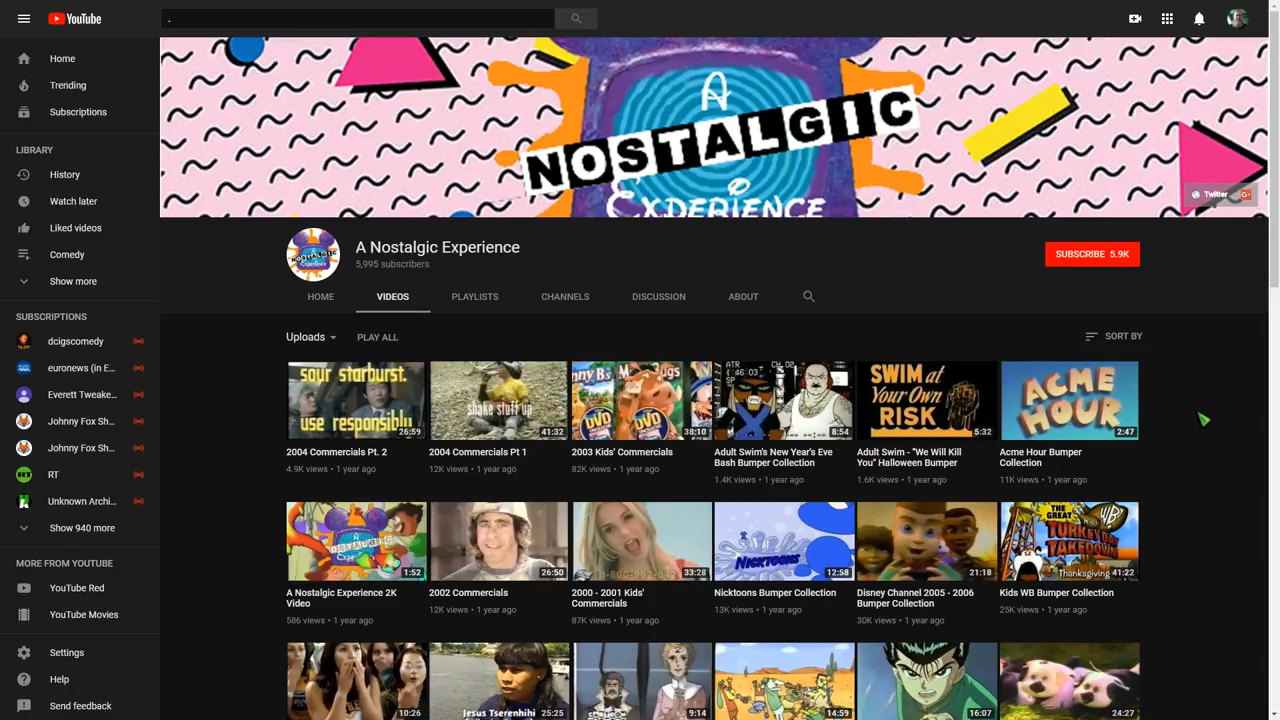 YouTube
.
Home
Trending
Subscriptions
LIBRARY
History
Watch later
Liked videos
Comedy
Show more
SUBSCRIPTIONS
dcigscomedy
euronews (in E...
Everett Tweake...
Johnny Fox Sh...
Johnny Fox Sh...
RT
Unknown Archi...
Show 940 more
MORE FROM YOUTUBE
YouTube Red
YouTube Movies
Settings
Help
Send feedback
A
NOSTALGIC
EXPERIENCE
Twitter
A Nostalgic Experience
5,995 subscribers
SUBSCRIBE 5.9K
HOME VIDEOS PLAYLISTS CHANNELS DISCUSSION ABOUT
Uploads PLAY ALL SORT BY
sour starburst.
use responsibly.
26:59
2004 Commercials Pt. 2
4.9K views • 1 year ago
shake stuff up
41:32
2004 Commercials Pt 1
12K views • 1 year ago
DVD DVD
38:10
2003 Kids' Commercials
82K views • 1 year ago
8:54
Adult Swim's New Year's Eve
Bash Bumper Collection
1.4K views • 1 year ago
SWIM at
Your Own
RISK
5:32
Adult Swim - "We Will Kill
You" Halloween Bumper
1.6K views • 1 year ago
ACME
HOUR
2:47
Acme Hour Bumper
Collection
11K views • 1 year ago
NOSTALGIC
1:52
A Nostalgic Experience 2K
Video
586 views • 1 year ago
26:50
2002 Commercials
12K views • 1 year ago
33:28
2000 - 2001 Kids'
Commercials
87K views • 1 year ago
NICKTOONS
12:58
Nicktoons Bumper Collection
13K views • 1 year ago
21:18
Disney Channel 2005 - 2006
Bumper Collection
30K views • 1 year ago
THE
GREAT
WB
TURKEY DAY
TAKEDOWN
Thanksgiving
41:22
Kids WB Bumper Collection
25K views • 1 year ago
10:26
Jesus Tserenhihi
25:25
9:14
14:59
16:07
24:27